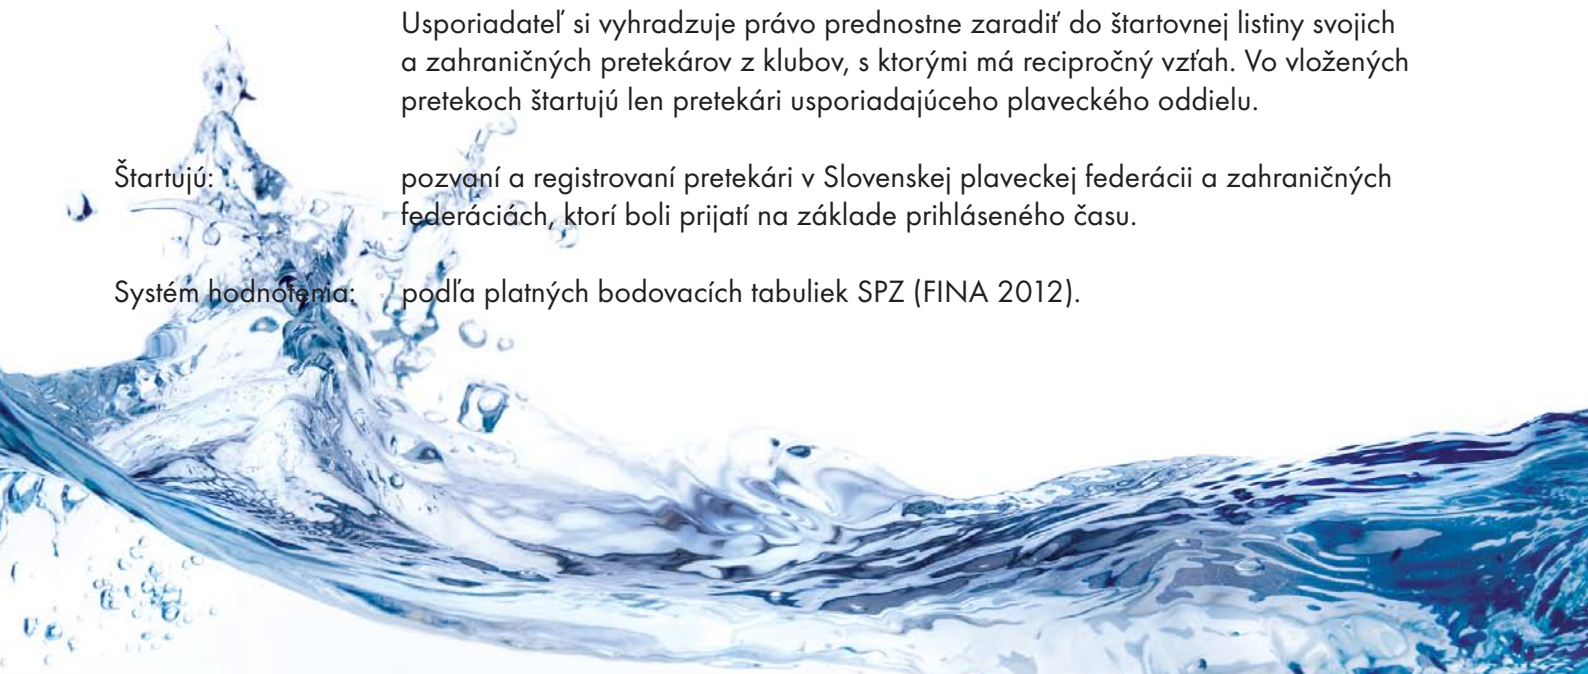 Usporiadateľ si vyhradzuje právo prednostne zaradiť do štartovnej listiny svojich
a zahraničných pretekárov z klubov, s ktorými má recipročný vzťah. Vo vložených
pretekoch štartujú len pretekári usporiadajúceho plaveckého oddielu.
Štartujú: pozvaní a registrovaní pretekári v Slovenskej plaveckej federácii a zahraničných
federáciách, ktorí boli prijatí na základe prihláseného času.
Systém hodnotenia: podľa platných bodovacích tabuliek SPZ (FINA 2012).